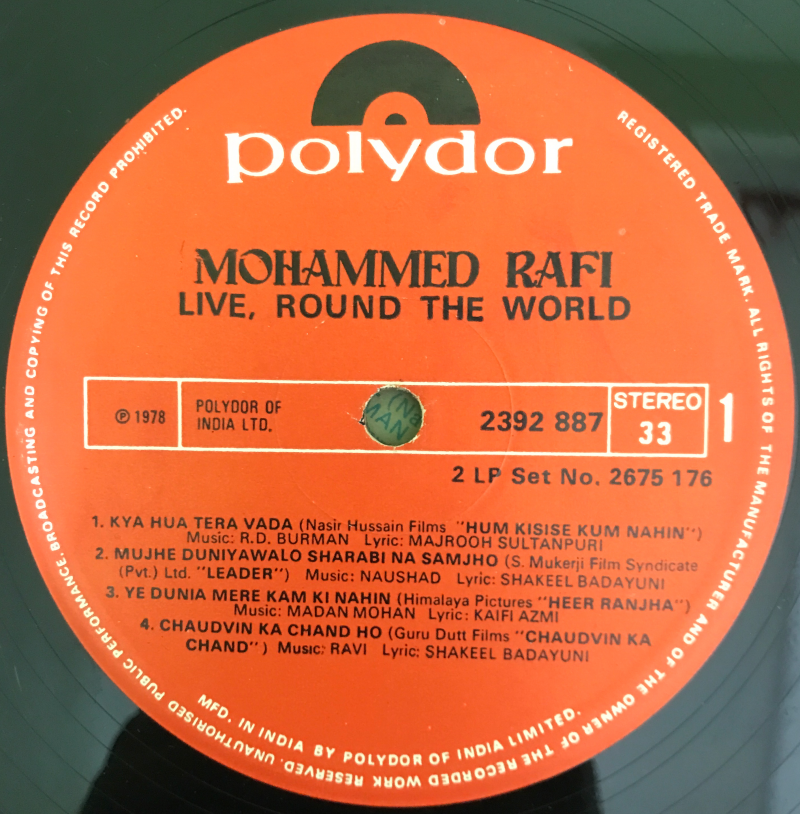 polydor
MOHAMMED RAFI
LIVE, ROUND THE WORLD
℗ 1978
POLYDOR OF
INDIA LTD.
2392 887
STEREO
33
1
2 LP Set No. 2675 176
1. KYA HUA TERA VADA (Nasir Hussain Films "HUM KISISE KUM NAHIN")
Music: R.D. BURMAN Lyric: MAJROOH SULTANPURI
2. MUJHE DUNIYAWALO SHARABI NA SAMJHO (S. Mukerji Film Syndicate
(Pvt.) Ltd. "LEADER") Music: NAUSHAD Lyric: SHAKEEL BADAYUNI
3. YE DUNIA MERE KAM KI NAHIN (Himalaya Pictures "HEER RANJHA")
Music: MADAN MOHAN Lyric: KAIFI AZMI
4. CHAUDVIN KA CHAND HO (Guru Dutt Films "CHAUDVIN KA
CHAND") Music: RAVI Lyric: SHAKEEL BADAYUNI
MFD. IN INDIA BY POLYDOR OF INDIA LIMITED.
REGISTERED TRADE MARK. ALL RIGHTS OF THE MANUFACTURER AND OF THE OWNER OF THE RECORDED WORK RESERVED. UNAUTHORISED PUBLIC PERFORMANCE, BROADCASTING AND COPYING OF THIS RECORD PROHIBITED.